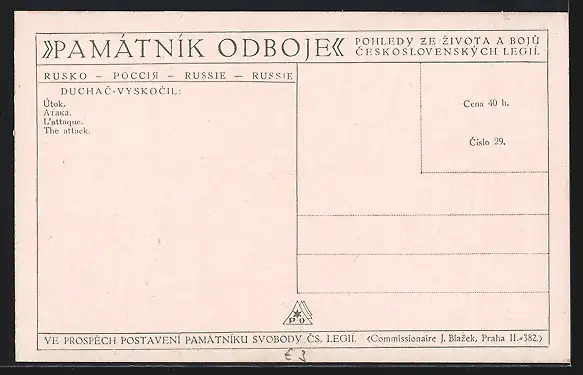 »PAMÁTNÍK ODBOJE«
POHLEDY ZE ŽIVOTA A BOJŮ
ČESKOSLOVENSKÝCH LEGIÍ.
RUSKO – РОССІЯ – RUSSIE – RUSSIE
DUCHAČ-VYSKOČIL:
Útok.
Атака.
L'attaque.
The attack.
Cena 40 h.
Číslo 29.
PO
VE PROSPĚCH POSTAVENÍ PAMÁTNÍKU SVOBODY ČS. LEGIÍ. (Commissionaire J. Blažek, Praha II.-382.)
€ 3